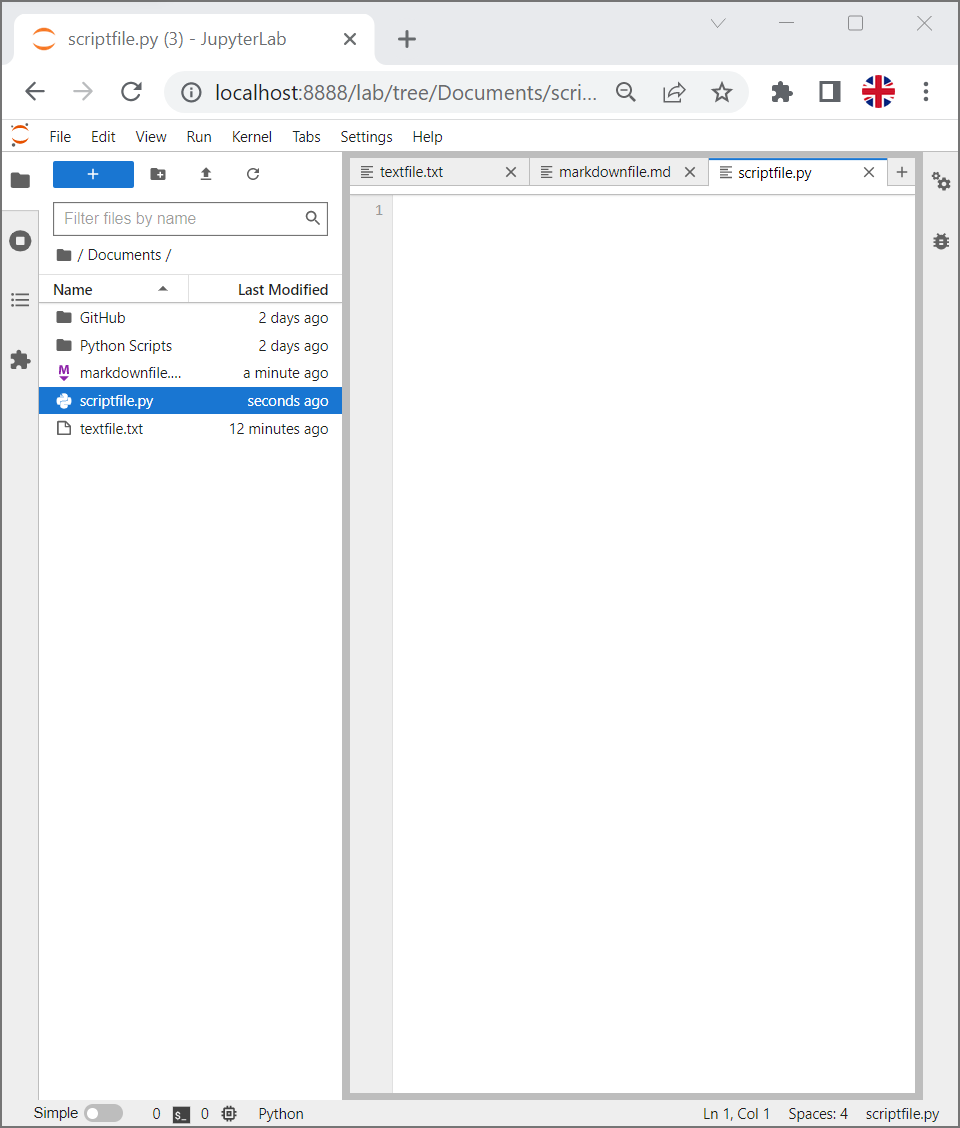 scriptfile.py (3) - JupyterLab
localhost:8888/lab/tree/Documents/scri...
File Edit View Run Kernel Tabs Settings Help
textfile.txt markdownfile.md scriptfile.py
Filter files by name
1
/ Documents /
Name Last Modified
GitHub 2 days ago
Python Scripts 2 days ago
markdownfile.... a minute ago
scriptfile.py seconds ago
textfile.txt 12 minutes ago
Simple 0 $_ 0 Python Ln 1, Col 1 Spaces: 4 scriptfile.py